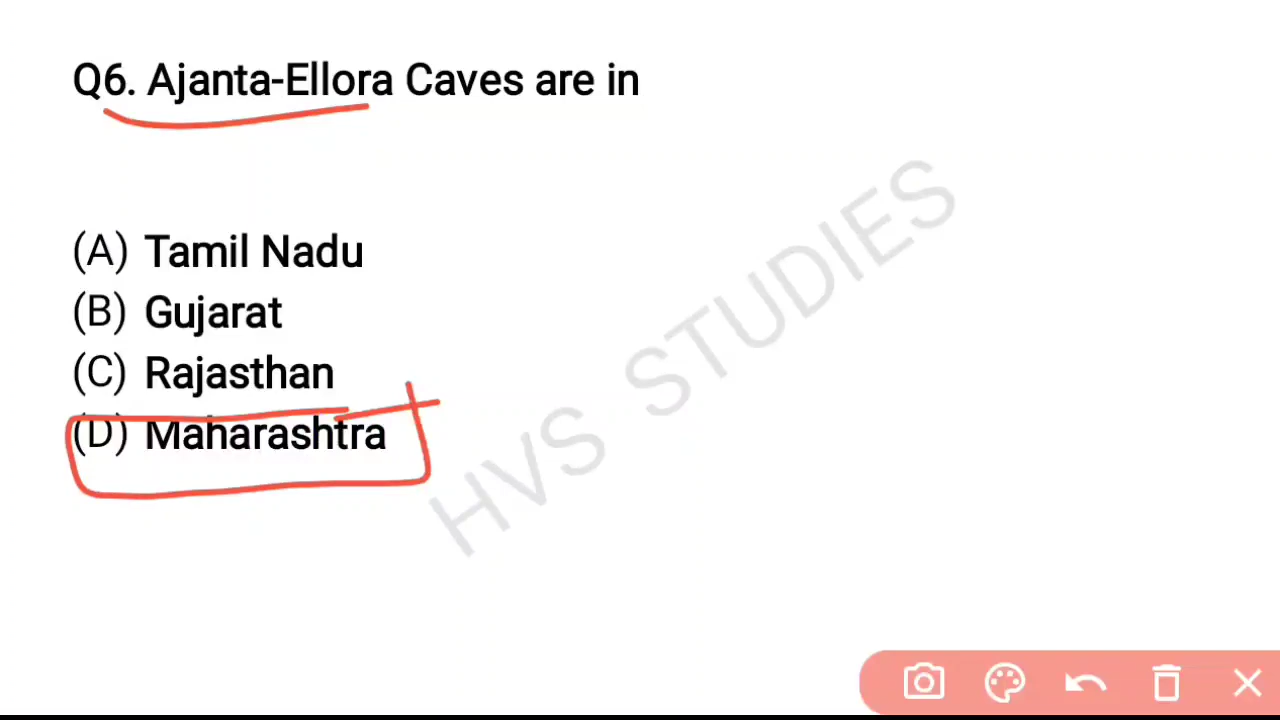 Q6. Ajanta-Ellora Caves are in
(A) Tamil Nadu
(B) Gujarat
(C) Rajasthan
(D) Maharashtra
HVS STUDIES